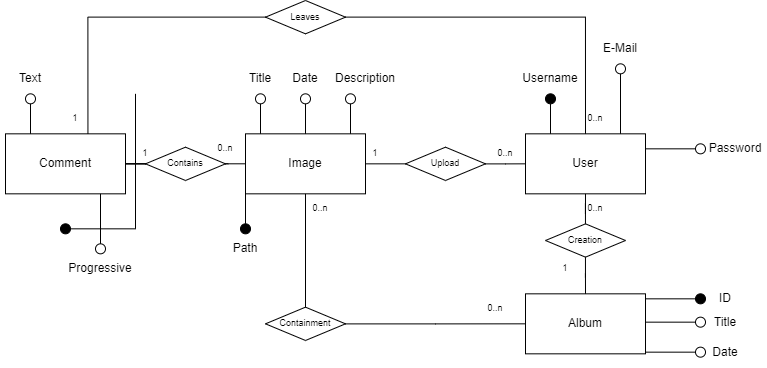 Leaves
E-Mail
Text
Title
Date
Description
Username
1
0..n
Comment
1
Contains
0..n
Image
1
Upload
0..n
User
Password
0..n
0..n
Path
Creation
Progressive
1
ID
0..n
Containment
Album
Title
Date